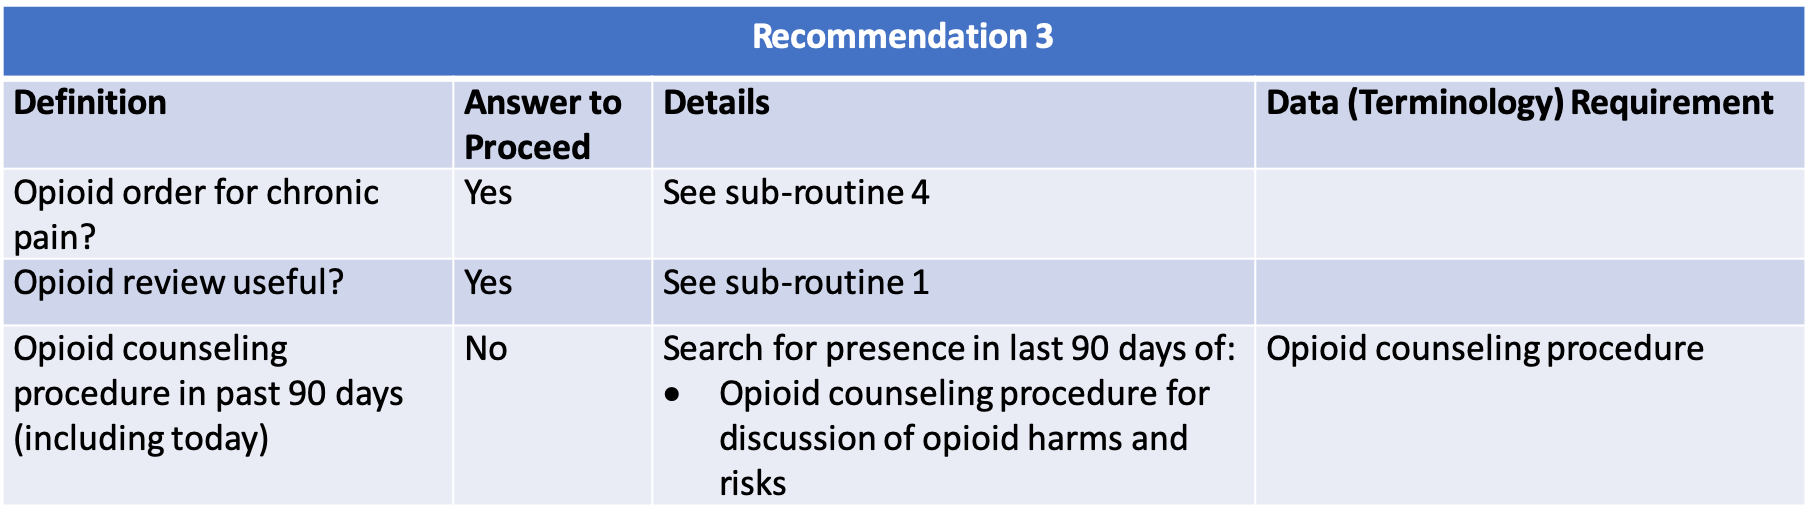 Recommendation 3
Definition
Answer to
Proceed
Details
Data (Terminology) Requirement
Opioid order for chronic
pain?
Yes
See sub-routine 4
Opioid review useful?
Yes
See sub-routine 1
Opioid counseling
procedure in past 90 days
(including today)
No
Search for presence in last 90 days of:
• Opioid counseling procedure for
discussion of opioid harms and
risks
Opioid counseling procedure